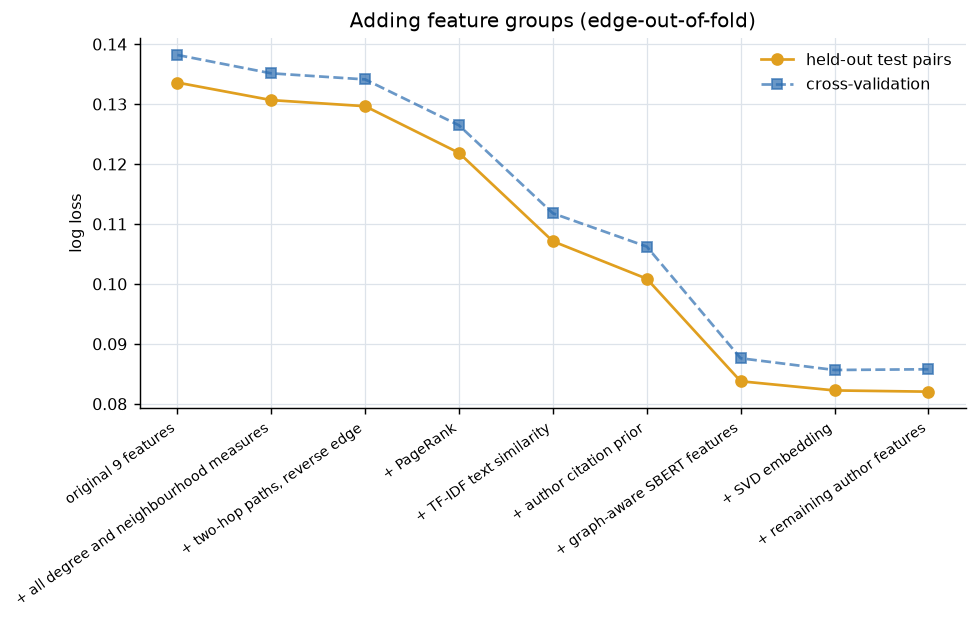 Adding feature groups (edge-out-of-fold)
held-out test pairs
cross-validation
log loss
0.14
0.13
0.12
0.11
0.10
0.09
0.08
original 9 features
+ all degree and neighbourhood measures
+ two-hop paths, reverse edge
+ PageRank
+ TF-IDF text similarity
+ author citation prior
+ graph-aware SBERT features
+ SVD embedding
+ remaining author features